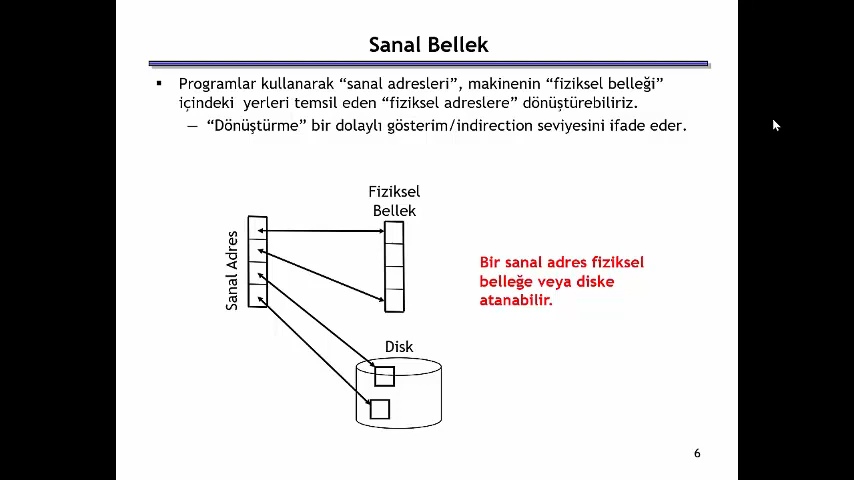 Sanal Bellek
Programlar kullanarak “sanal adresleri”, makinenin “fiziksel belleği”
içindeki yerleri temsil eden “fiziksel adreslere” dönüştürebiliriz.
— “Dönüştürme” bir dolaylı gösterim/indirection seviyesini ifade eder.
Fiziksel
Bellek
Sanal Adres
Bir sanal adres fiziksel
belleğe veya diske
atanabilir.
Disk
6